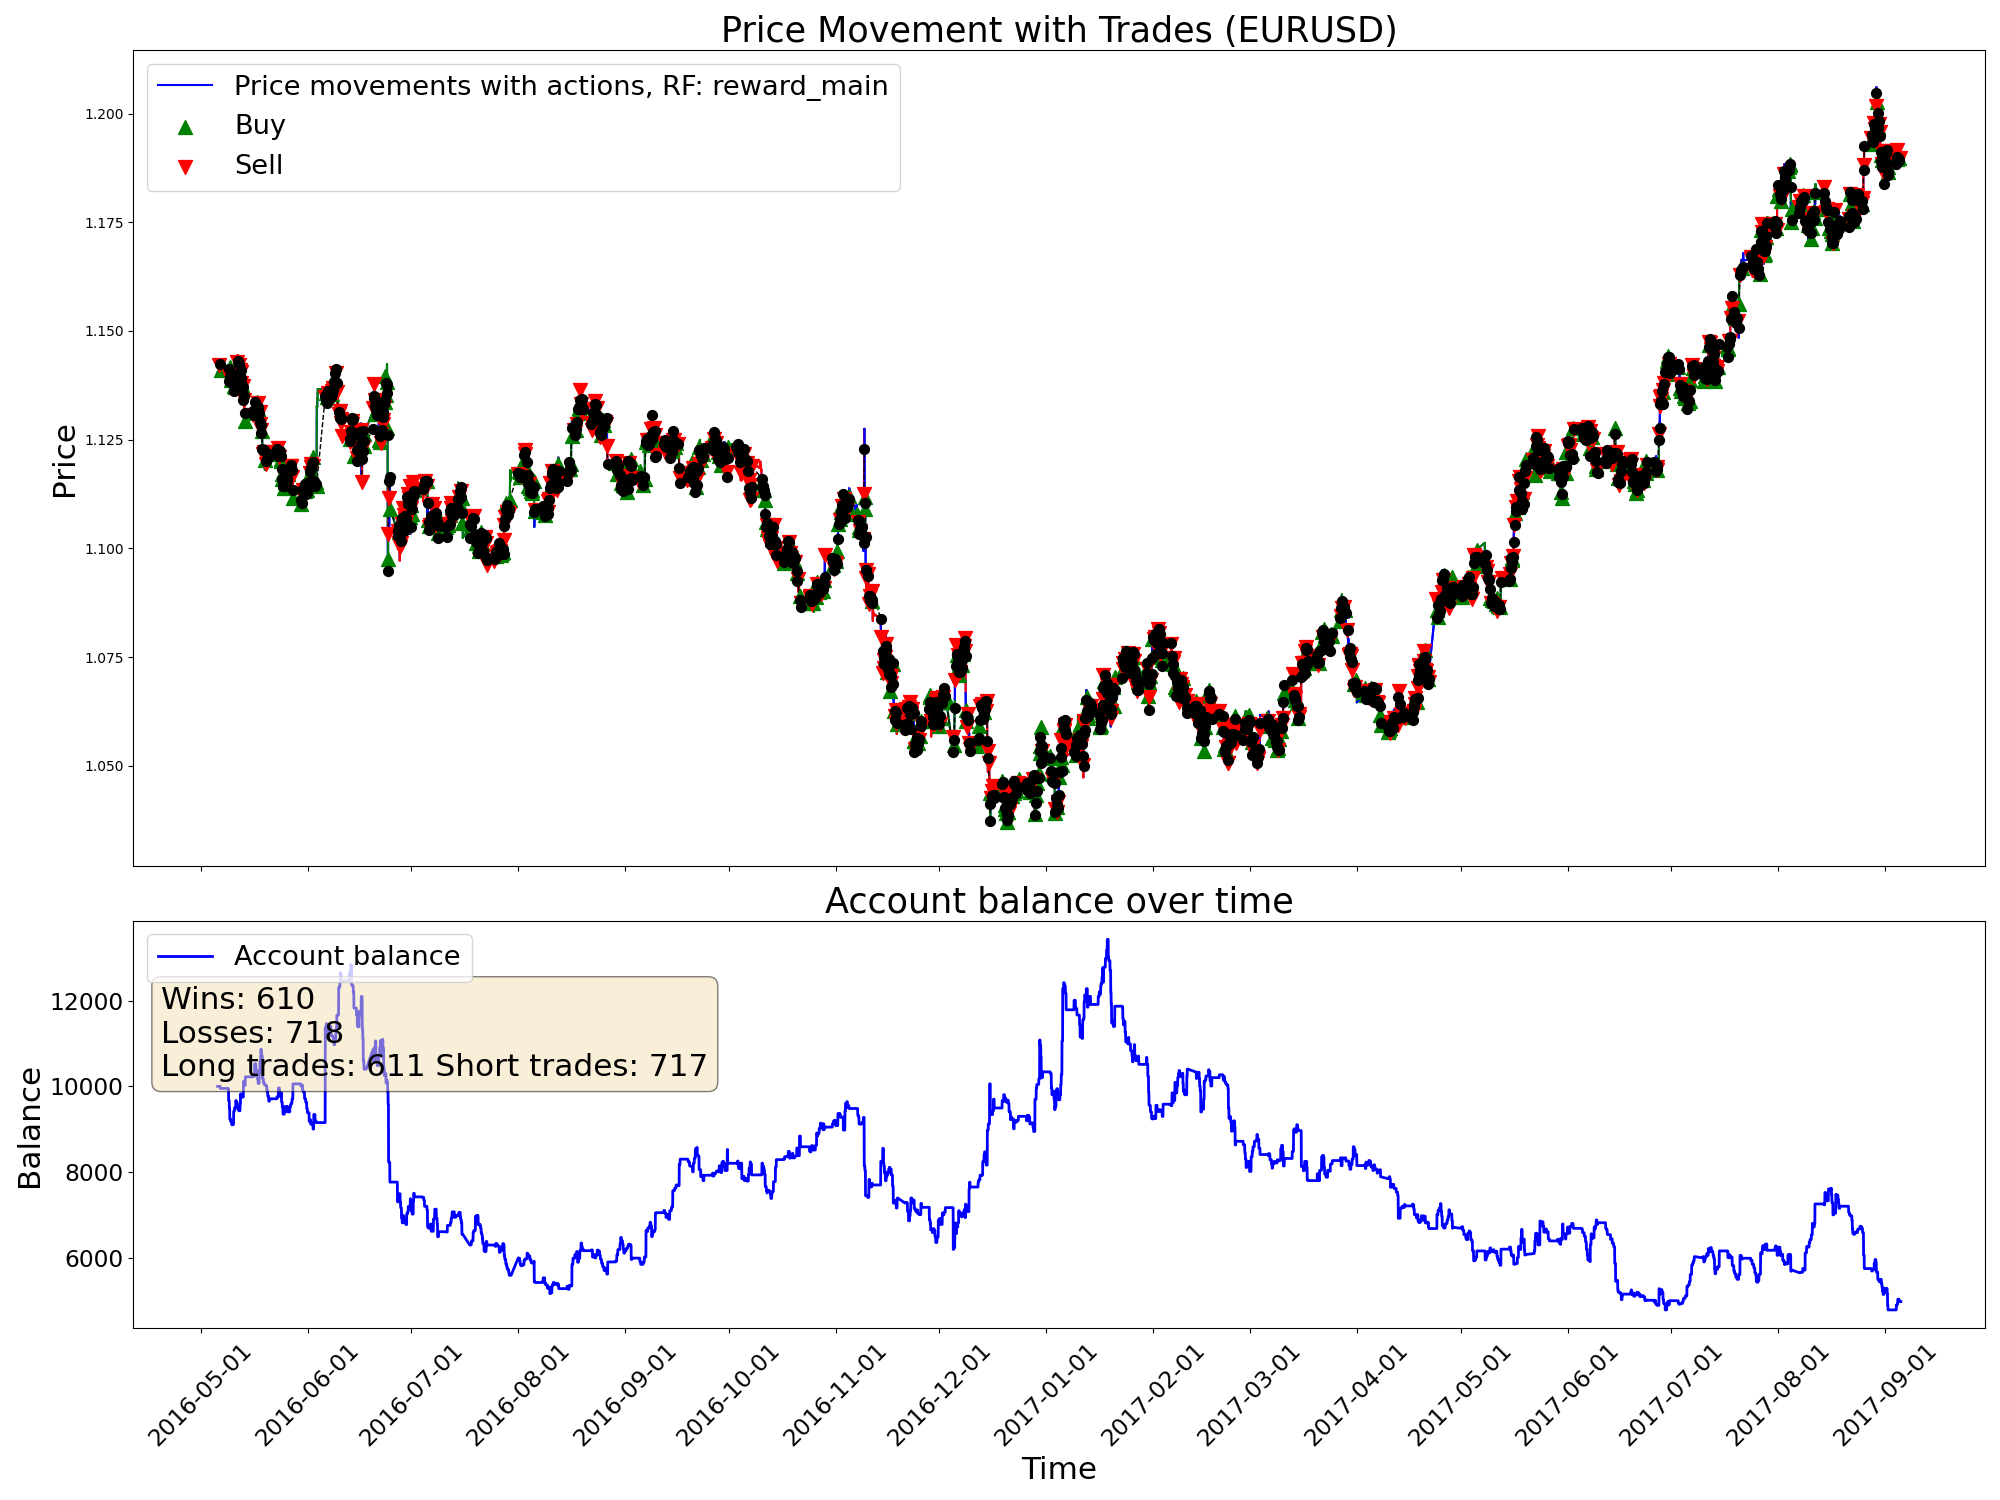 Price Movement with Trades (EURUSD)
Price movements with actions, RF: reward_main
Buy
Sell
1.200
1.175
1.150
1.125
1.100
1.075
1.050
Price
Account balance over time
Account balance
Wins: 610
Losses: 718
Long trades: 611 Short trades: 717
12000
10000
8000
6000
Balance
2016-05-01
2016-06-01
2016-07-01
2016-08-01
2016-09-01
2016-10-01
2016-11-01
2016-12-01
2017-01-01
2017-02-01
2017-03-01
2017-04-01
2017-05-01
2017-06-01
2017-07-01
2017-08-01
2017-09-01
Time